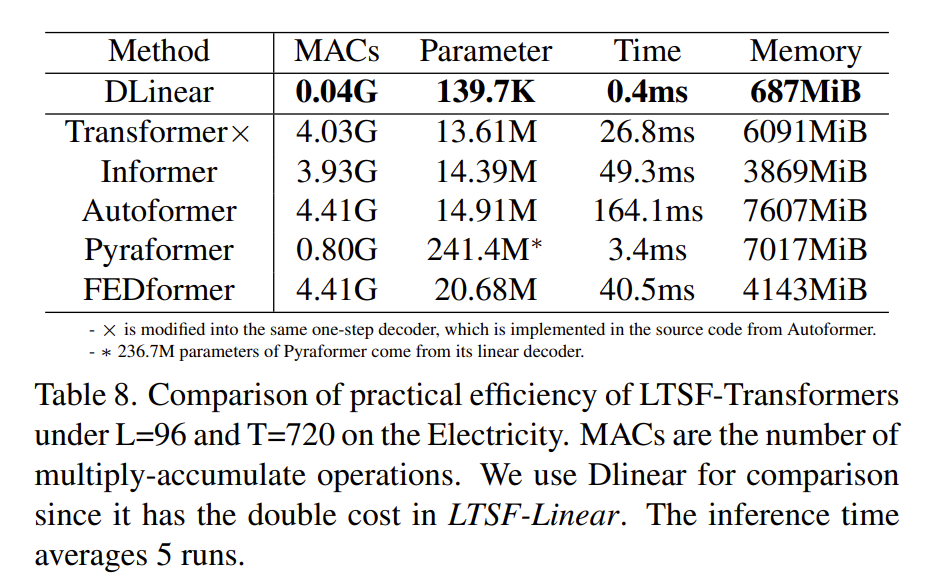 Method MACs Parameter Time Memory
DLinear 0.04G 139.7K 0.4ms 687MiB
Transformer× 4.03G 13.61M 26.8ms 6091MiB
Informer 3.93G 14.39M 49.3ms 3869MiB
Autoformer 4.41G 14.91M 164.1ms 7607MiB
Pyraformer 0.80G 241.4M* 3.4ms 7017MiB
FEDformer 4.41G 20.68M 40.5ms 4143MiB
- × is modified into the same one-step decoder, which is implemented in the source code from Autoformer.
- * 236.7M parameters of Pyraformer come from its linear decoder.
Table 8. Comparison of practical efficiency of LTSF-Transformers
under L=96 and T=720 on the Electricity. MACs are the number of
multiply-accumulate operations. We use Dlinear for comparison
since it has the double cost in LTSF-Linear. The inference time
averages 5 runs.